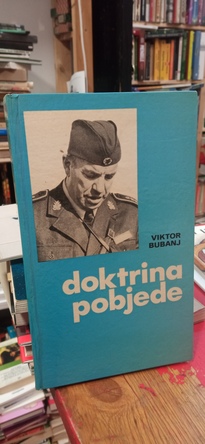 VIKTOR
BUBANJ
doktrina
pobjede